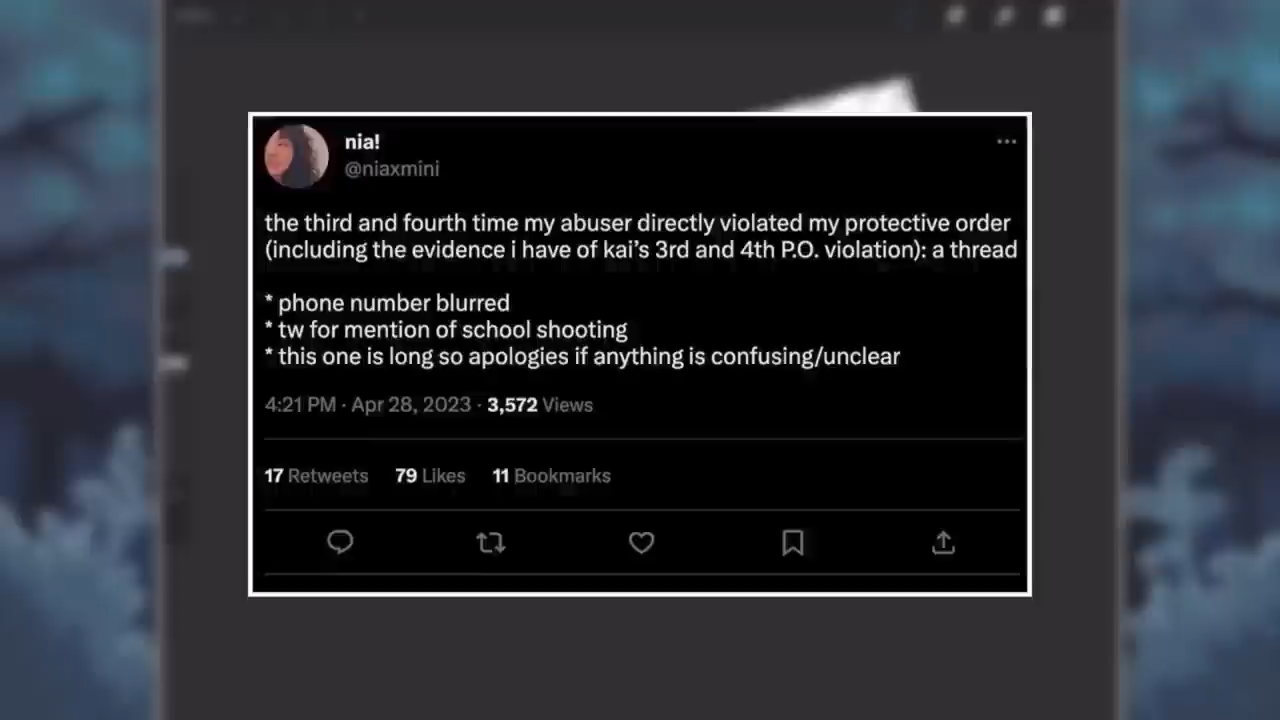 nia!
@niaxmini
the third and fourth time my abuser directly violated my protective order
(including the evidence i have of kai's 3rd and 4th P.O. violation): a thread
* phone number blurred
* tw for mention of school shooting
* this one is long so apologies if anything is confusing/unclear
4:21 PM · Apr 28, 2023 · 3,572 Views
17 Retweets 79 Likes 11 Bookmarks